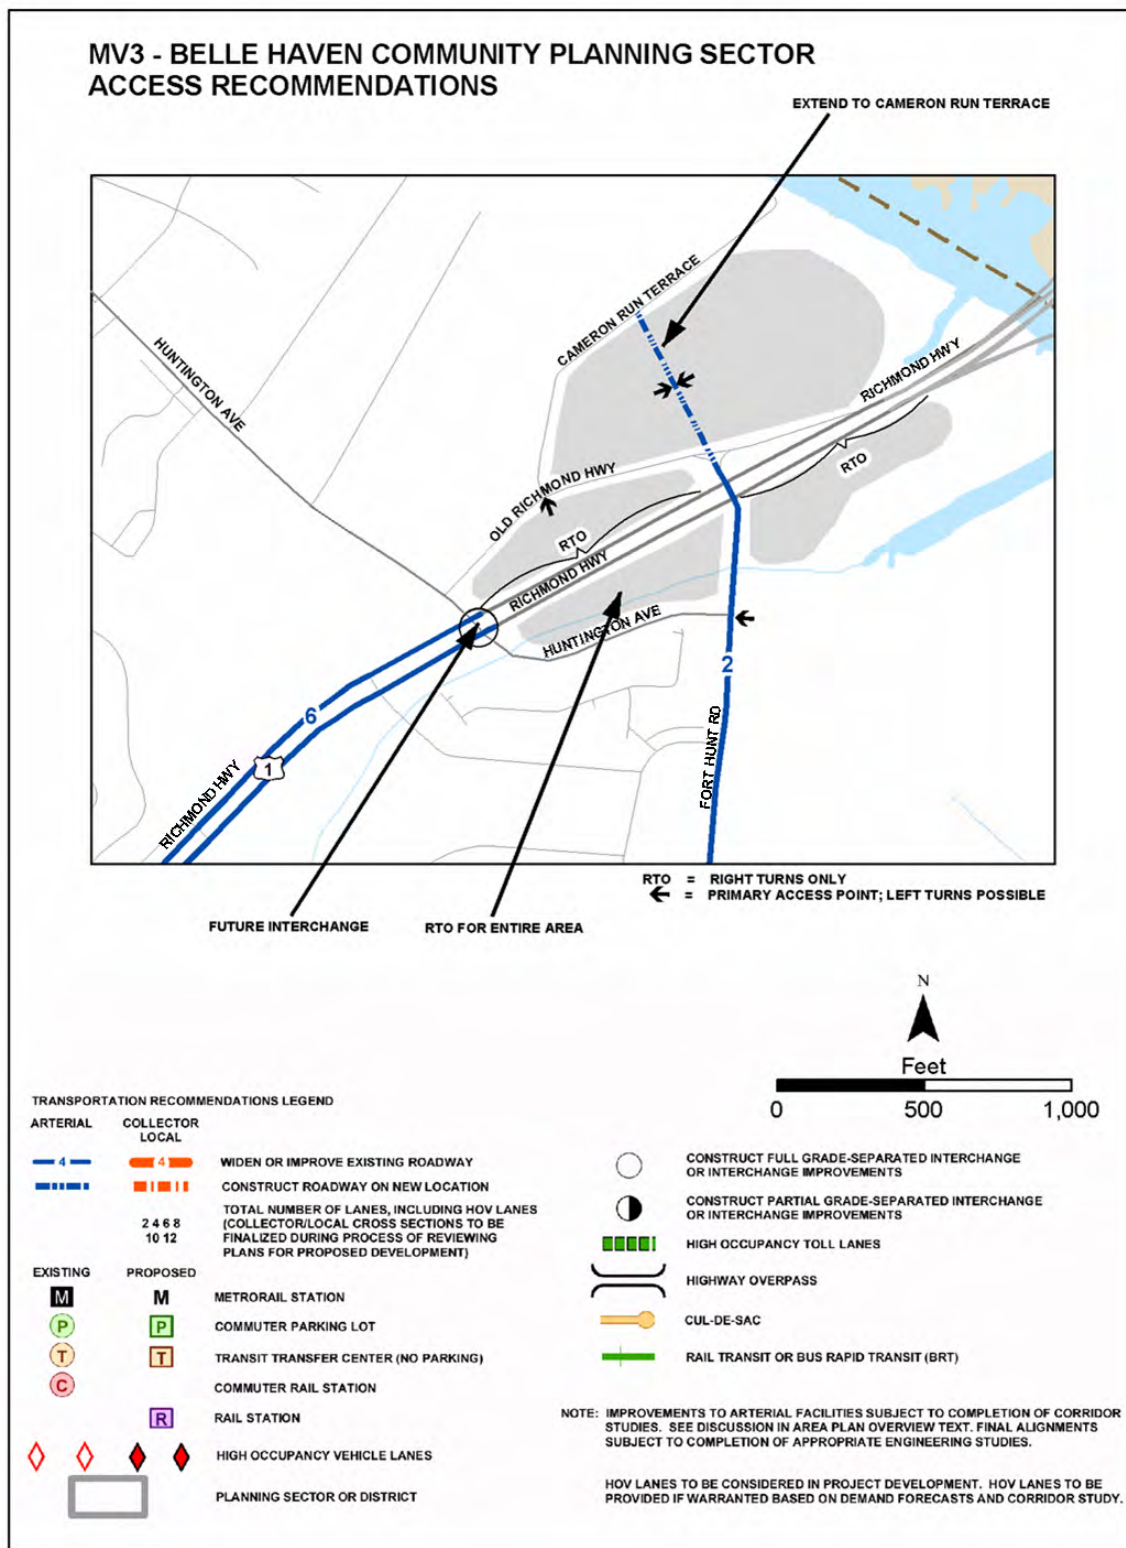 MV3 - BELLE HAVEN COMMUNITY PLANNING SECTOR
ACCESS RECOMMENDATIONS
EXTEND TO CAMERON RUN TERRACE
CAMERON RUN TERRACE
HUNTINGTON AVE
RICHMOND HWY
RTO
OLD RICHMOND HWY
RTO
RICHMOND HWY
HUNTINGTON AVE
2
6
1
RICHMOND HWY
FORT HUNT RD
RTO = RIGHT TURNS ONLY
= PRIMARY ACCESS POINT; LEFT TURNS POSSIBLE
FUTURE INTERCHANGE
RTO FOR ENTIRE AREA
N
Feet
0 500 1,000
TRANSPORTATION RECOMMENDATIONS LEGEND
ARTERIAL COLLECTOR
LOCAL
4 4 WIDEN OR IMPROVE EXISTING ROADWAY
CONSTRUCT ROADWAY ON NEW LOCATION
TOTAL NUMBER OF LANES, INCLUDING HOV LANES
2 4 6 8 (COLLECTOR/LOCAL CROSS SECTIONS TO BE
10 12 FINALIZED DURING PROCESS OF REVIEWING
PLANS FOR PROPOSED DEVELOPMENT)
EXISTING PROPOSED
M M METRORAIL STATION
P P COMMUTER PARKING LOT
T T TRANSIT TRANSFER CENTER (NO PARKING)
C COMMUTER RAIL STATION
R RAIL STATION
HIGH OCCUPANCY VEHICLE LANES
PLANNING SECTOR OR DISTRICT
CONSTRUCT FULL GRADE-SEPARATED INTERCHANGE
OR INTERCHANGE IMPROVEMENTS
CONSTRUCT PARTIAL GRADE-SEPARATED INTERCHANGE
OR INTERCHANGE IMPROVEMENTS
HIGH OCCUPANCY TOLL LANES
HIGHWAY OVERPASS
CUL-DE-SAC
RAIL TRANSIT OR BUS RAPID TRANSIT (BRT)
NOTE: IMPROVEMENTS TO ARTERIAL FACILITIES SUBJECT TO COMPLETION OF CORRIDOR
STUDIES. SEE DISCUSSION IN AREA PLAN OVERVIEW TEXT. FINAL ALIGNMENTS
SUBJECT TO COMPLETION OF APPROPRIATE ENGINEERING STUDIES.
HOV LANES TO BE CONSIDERED IN PROJECT DEVELOPMENT. HOV LANES TO BE
PROVIDED IF WARRANTED BASED ON DEMAND FORECASTS AND CORRIDOR STUDY.